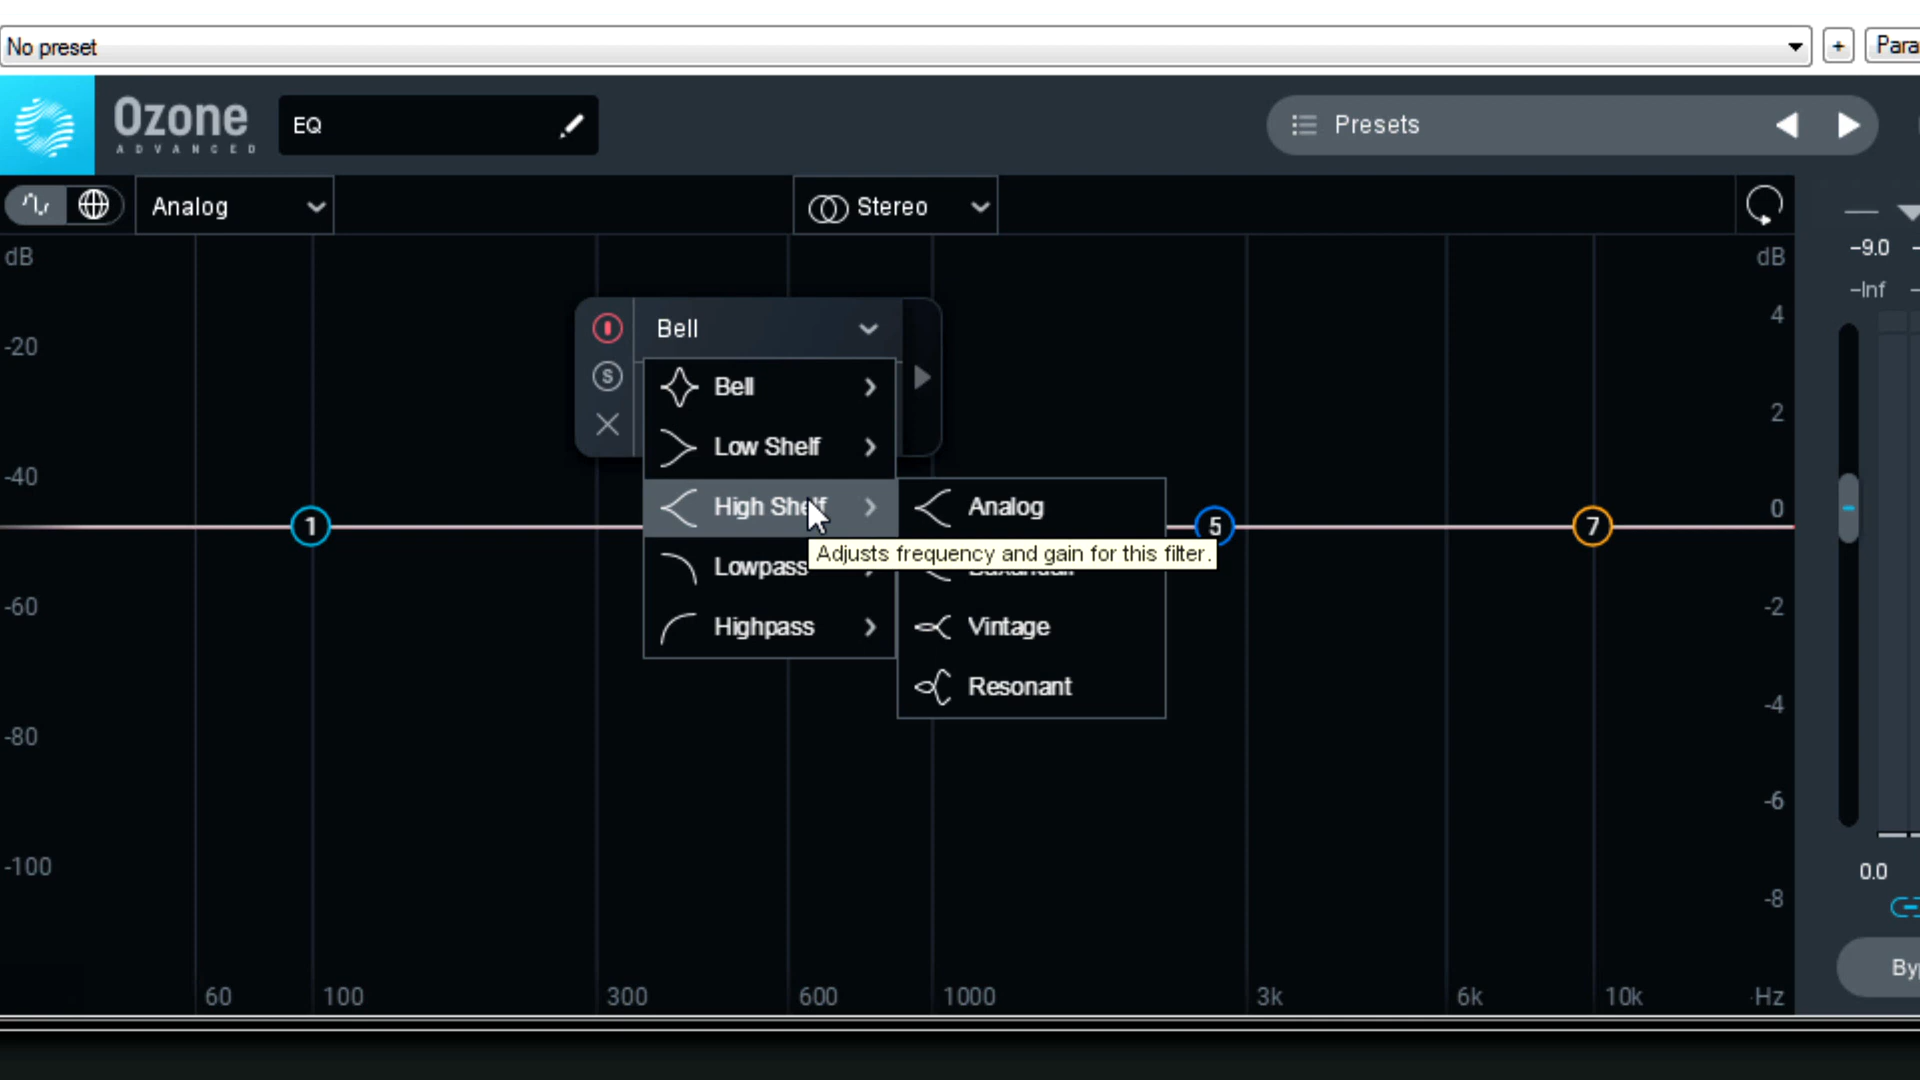 No preset
+
Para
Ozone
ADVANCED
EQ
Presets
Analog
Stereo
dB
dB
-9.0
-Inf
-20
-40
-60
-80
-100
Bell
S
Bell
Low Shelf
High Shelf
Lowpass
Highpass
Analog
Adjusts frequency and gain for this filter.
Vintage
Resonant
1
5
7
4
2
0
-2
-4
-6
-8
0.0
By
60
100
300
600
1000
3k
6k
10k
Hz